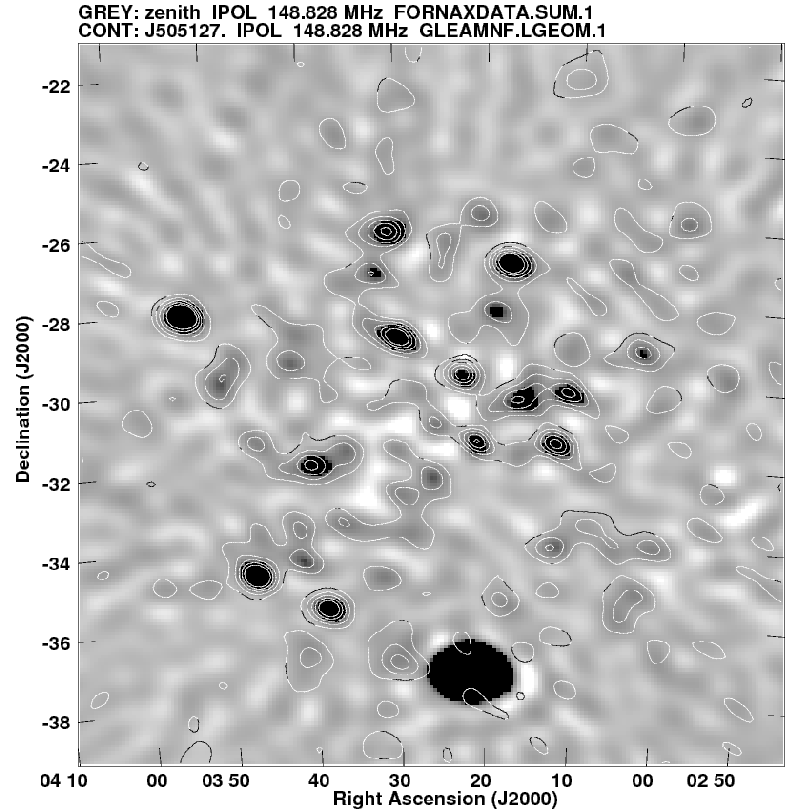 GREY: zenith IPOL 148.828 MHz FORNAXDATA.SUM.1
CONT: J505127. IPOL 148.828 MHz GLEAMNF.LGEOM.1
-22
-24
-26
-28
-30
-32
-34
-36
-38
Declination (J2000)
04 10 00 03 50 40 30 20 10 00 02 50
Right Ascension (J2000)